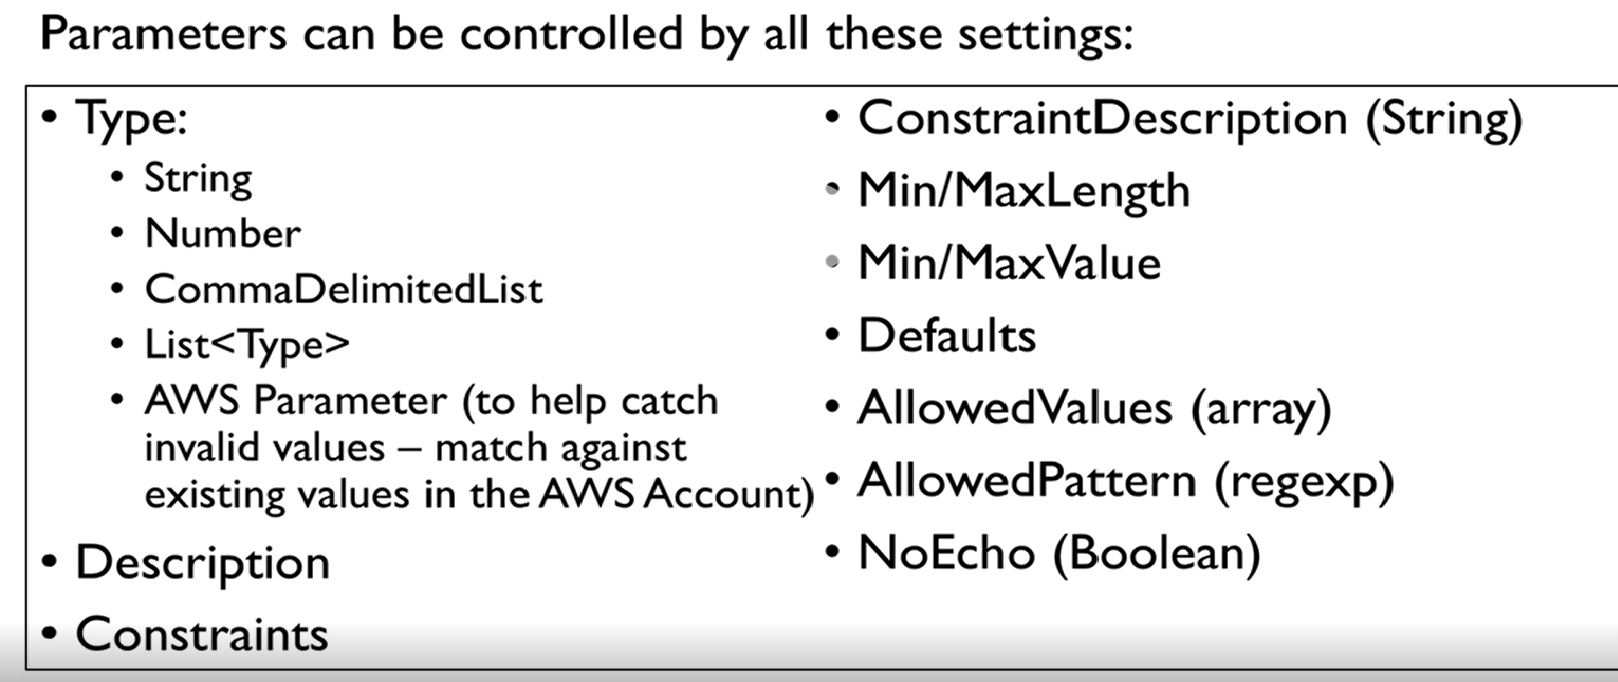 Parameters can be controlled by all these settings:
• Type:
• String
• Number
• CommaDelimitedList
• List<Type>
• AWS Parameter (to help catch
invalid values – match against
existing values in the AWS Account)
• Description
• Constraints
• ConstraintDescription (String)
• Min/MaxLength
• Min/MaxValue
• Defaults
• AllowedValues (array)
• AllowedPattern (regexp)
• NoEcho (Boolean)